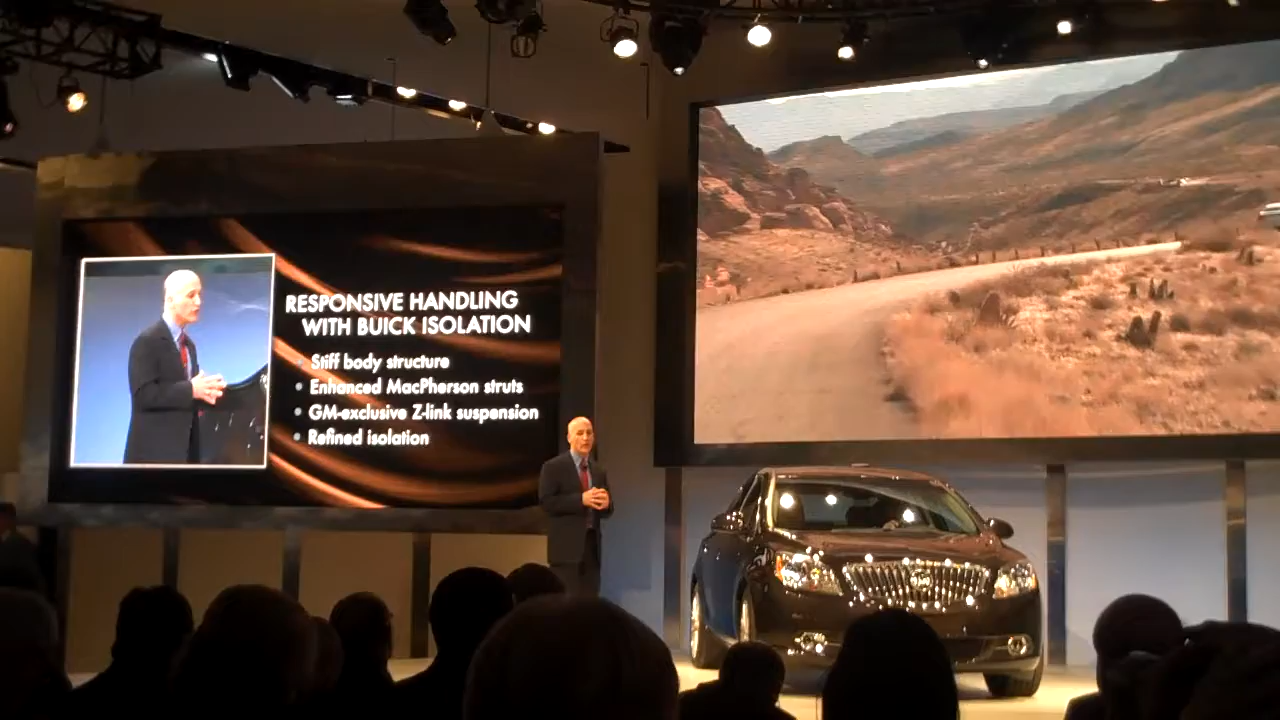 RESPONSIVE HANDLING
WITH BUICK ISOLATION
• Stiff body structure
• Enhanced MacPherson struts
• GM-exclusive Z-link suspension
• Refined isolation